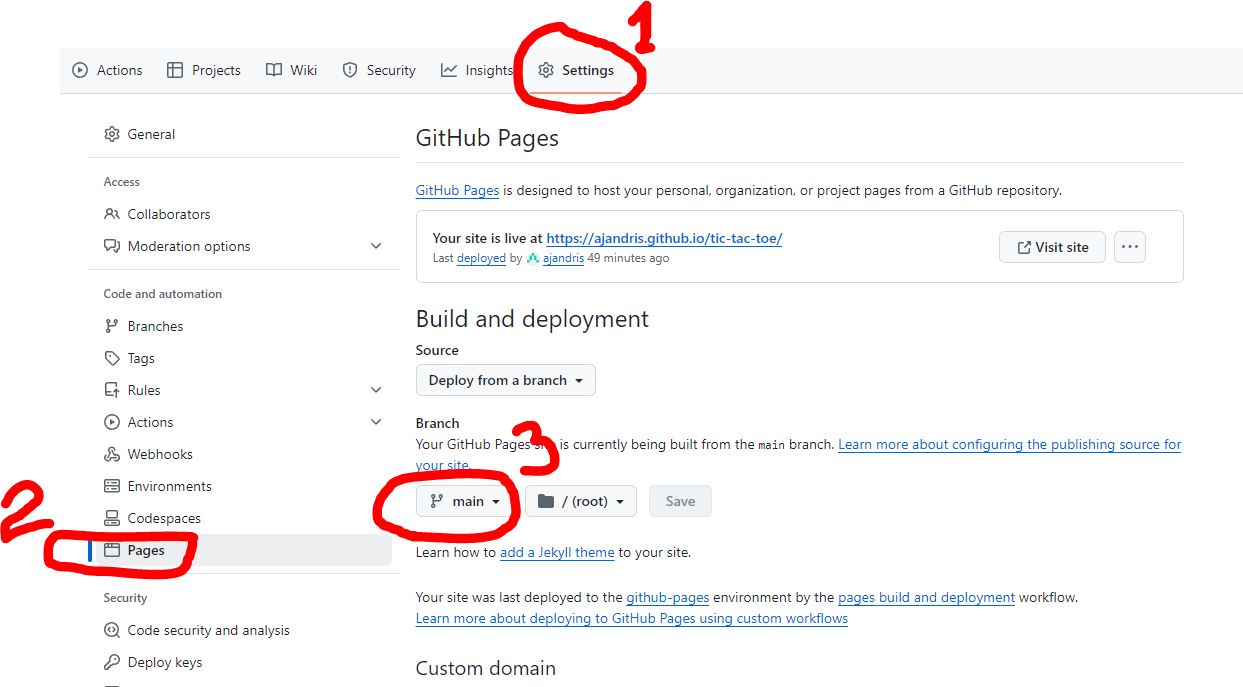 1
Actions Projects Wiki Security Insights Settings
General
Access
Collaborators
Moderation options
Code and automation
Branches
Tags
Rules
Actions
Webhooks
Environments
Codespaces
2
Pages
Security
Code security and analysis
Deploy keys
GitHub Pages
GitHub Pages is designed to host your personal, organization, or project pages from a GitHub repository.
Your site is live at https://ajandris.github.io/tic-tac-toe/
Last deployed by ajandris 49 minutes ago
Visit site
Build and deployment
Source
Deploy from a branch
Branch
3
Your GitHub Pages site is currently being built from the main branch. Learn more about configuring the publishing source for
your site.
main / (root) Save
Learn how to add a Jekyll theme to your site.
Your site was last deployed to the github-pages environment by the pages build and deployment workflow.
Learn more about deploying to GitHub Pages using custom workflows
Custom domain